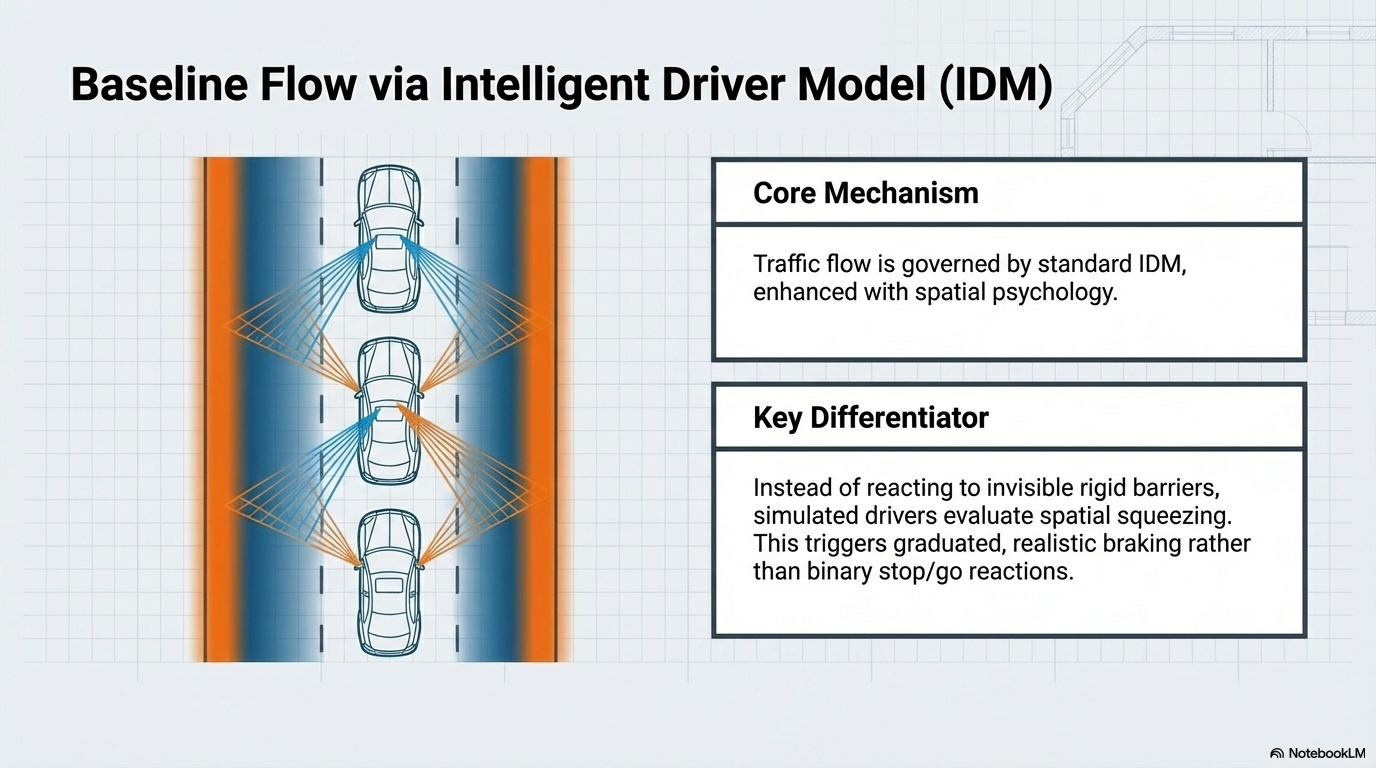 Baseline Flow via Intelligent Driver Model (IDM)
Core Mechanism
Traffic flow is governed by standard IDM,
enhanced with spatial psychology.
Key Differentiator
Instead of reacting to invisible rigid barriers,
simulated drivers evaluate spatial squeezing.
This triggers graduated, realistic braking rather
than binary stop/go reactions.
NotebookLM